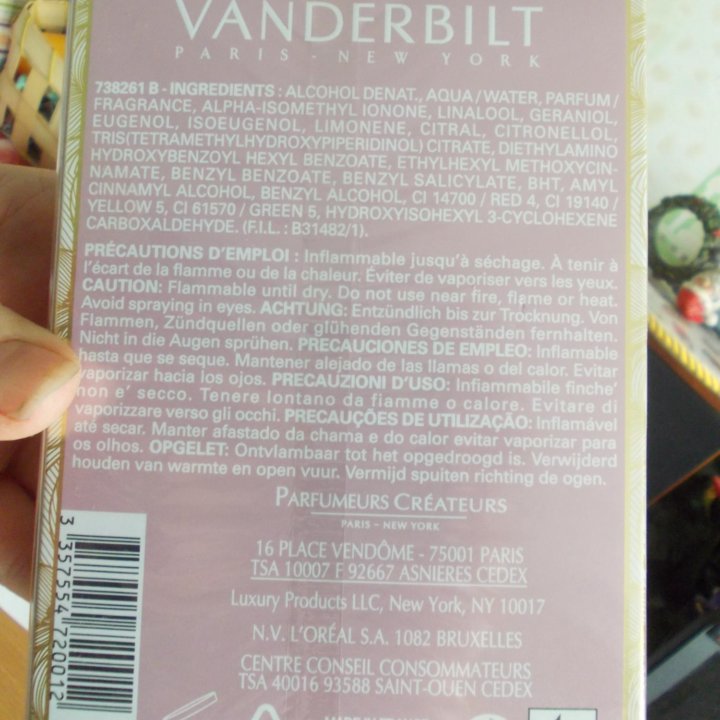 VANDERBILT
PARIS - NEW YORK
738261 B - INGREDIENTS : ALCOHOL DENAT., AQUA / WATER, PARFUM /
FRAGRANCE, ALPHA-ISOMETHYL IONONE, LINALOOL, GERANIOL,
EUGENOL, ISOEUGENOL, LIMONENE, CITRAL, CITRONELLOL,
TRIS(TETRAMETHYLHYDROXYPIPERIDINOL) CITRATE, DIETHYLAMINO
HYDROXYBENZOYL HEXYL BENZOATE, ETHYLHEXYL METHOXYCIN-
NAMATE, BENZYL BENZOATE, BENZYL SALICYLATE, BHT, AMYL
CINNAMYL ALCOHOL, BENZYL ALCOHOL, CI 14700 / RED 4, CI 19140 /
YELLOW 5, CI 61570 / GREEN 5, HYDROXYISOHEXYL 3-CYCLOHEXENE
CARBOXALDEHYDE. (F.I.L. : B31482/1).
PRÉCAUTIONS D'EMPLOI : Inflammable jusqu'à séchage. À tenir à
l'écart de la flamme ou de la chaleur. Éviter de vaporiser vers les yeux.
CAUTION: Flammable until dry. Do not use near fire, flame or heat.
Avoid spraying in eyes. ACHTUNG: Entzündlich bis zur Trocknung. Von
Flammen, Zündquellen oder glühenden Gegenständen fernhalten.
Nicht in die Augen sprühen. PRECAUCIONES DE EMPLEO: Inflamable
hasta que se seque. Mantener alejado de las llamas o del calor. Evitar
vaporizar hacia los ojos. PRECAUZIONI D'USO: Infiammabile finche'
non e' secco. Tenere lontano da fiamme o calore. Evitare di
vaporizzare verso gli occhi. PRECAUÇÕES DE UTILIZAÇÃO: Inflamável
até secar. Manter afastado da chama e do calor evitar vaporizar para
os olhos. OPGELET: Ontvlambaar tot het opgedroogd is. Verwijderd
houden van warmte en open vuur. Vermijd spuiten richting de ogen.
PARFUMEURS CRÉATEURS
PARIS - NEW YORK
16 PLACE VENDÔME - 75001 PARIS
TSA 10007 F 92667 ASNIERES CEDEX
Luxury Products LLC, New York, NY 10017
N.V. L'ORÉAL S.A. 1082 BRUXELLES
CENTRE CONSEIL CONSOMMATEURS
TSA 40016 93588 SAINT-OUEN CEDEX
3 357554 720012